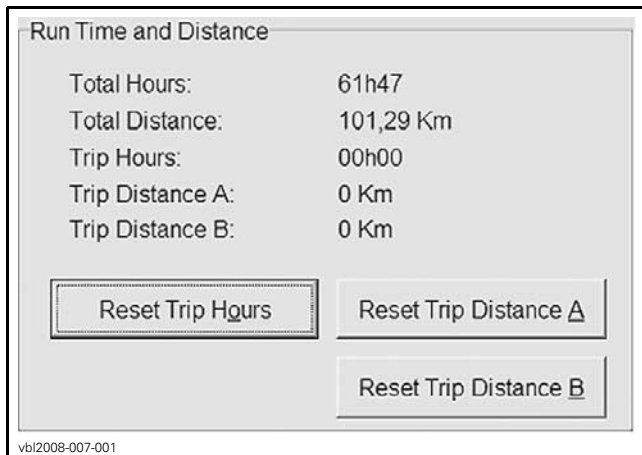 Run Time and Distance
Total Hours: 61h47
Total Distance: 101,29 Km
Trip Hours: 00h00
Trip Distance A: 0 Km
Trip Distance B: 0 Km
Reset Trip Hours Reset Trip Distance A
Reset Trip Distance B
vbl2008-007-001